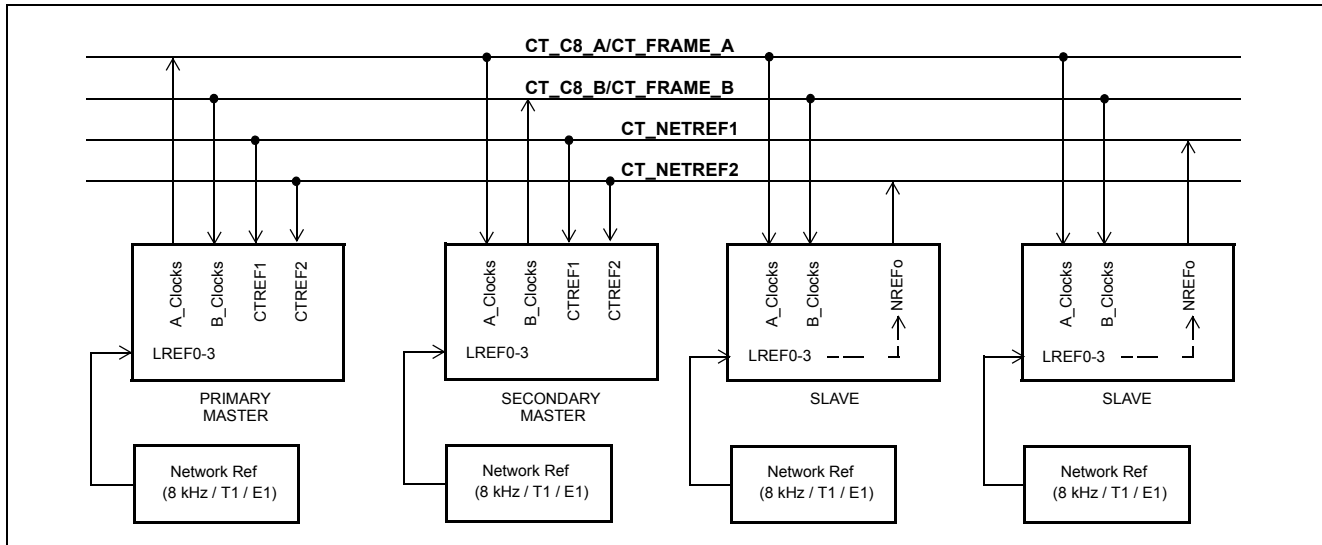 CT_C8_A/CT_FRAME_A
CT_C8_B/CT_FRAME_B
CT_NETREF1
CT_NETREF2
A_Clocks
B_Clocks
CTREF1
CTREF2
LREF0-3
PRIMARY
MASTER
Network Ref
(8 kHz / T1 / E1)
A_Clocks
B_Clocks
CTREF1
CTREF2
LREF0-3
SECONDARY
MASTER
Network Ref
(8 kHz / T1 / E1)
A_Clocks
B_Clocks
NREFo
LREF0-3
SLAVE
Network Ref
(8 kHz / T1 / E1)
A_Clocks
B_Clocks
NREFo
LREF0-3
SLAVE
Network Ref
(8 kHz / T1 / E1)